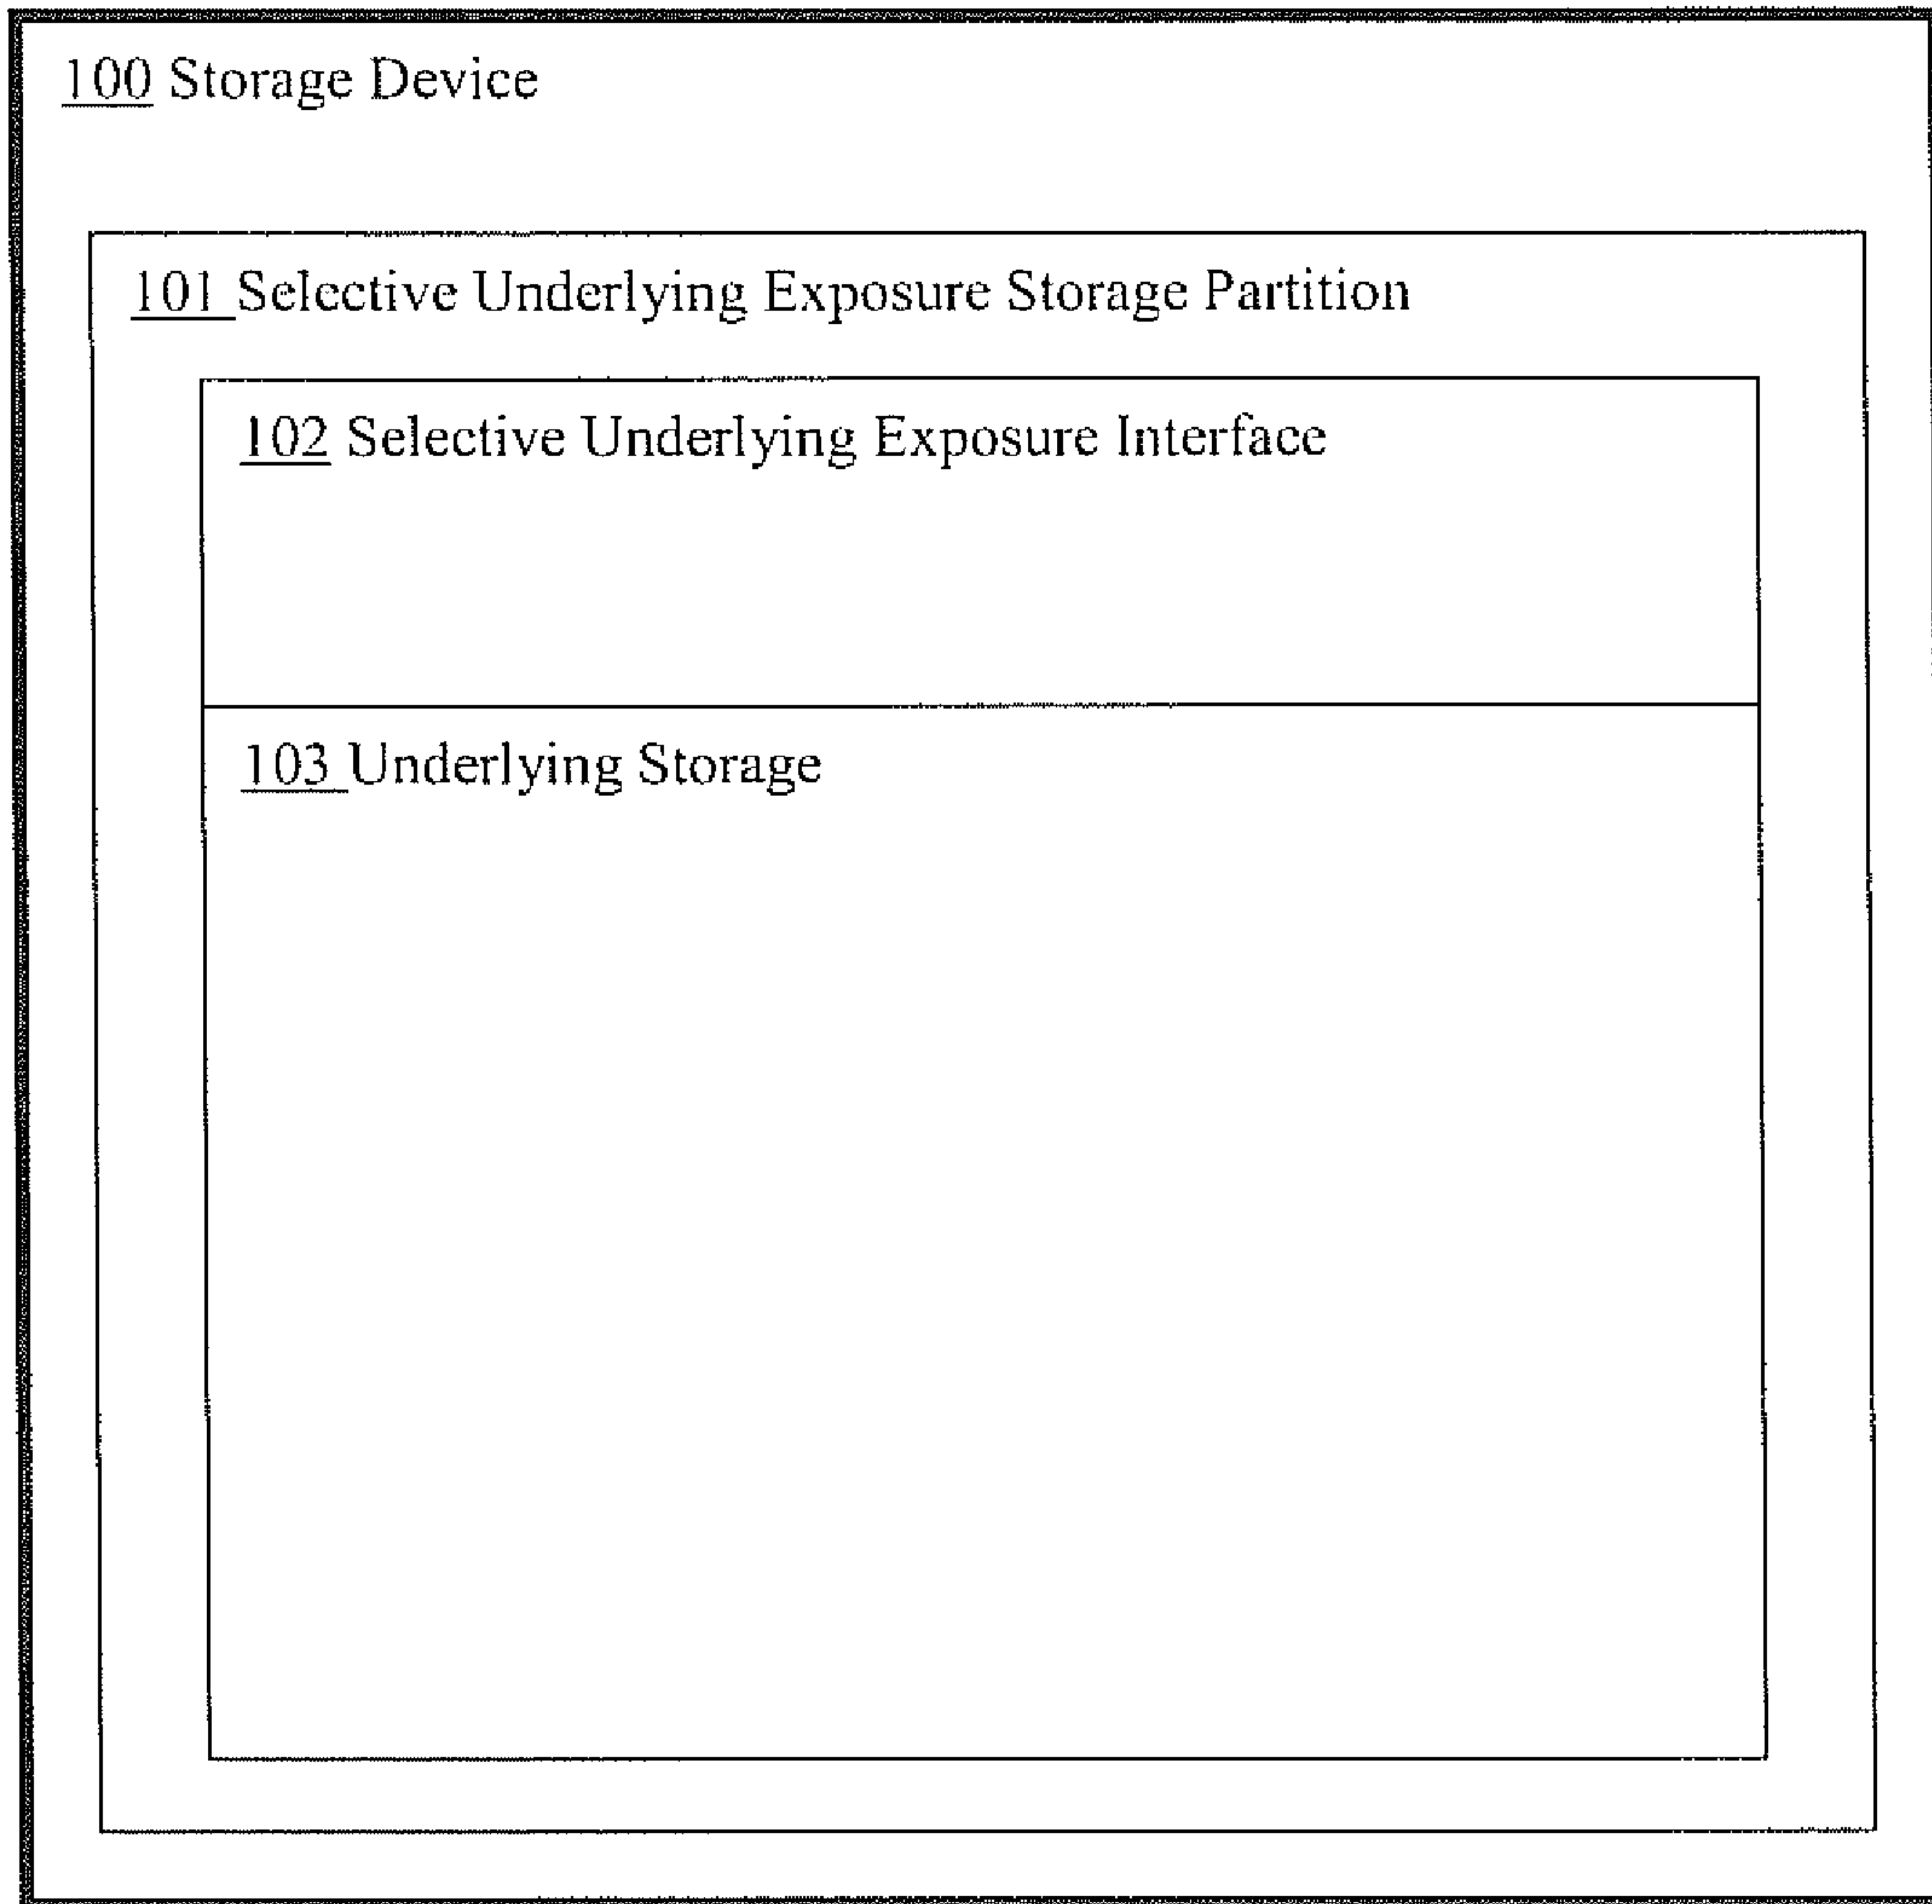 100 Storage Device
101 Selective Underlying Exposure Storage Partition
102 Selective Underlying Exposure Interface
103 Underlying Storage